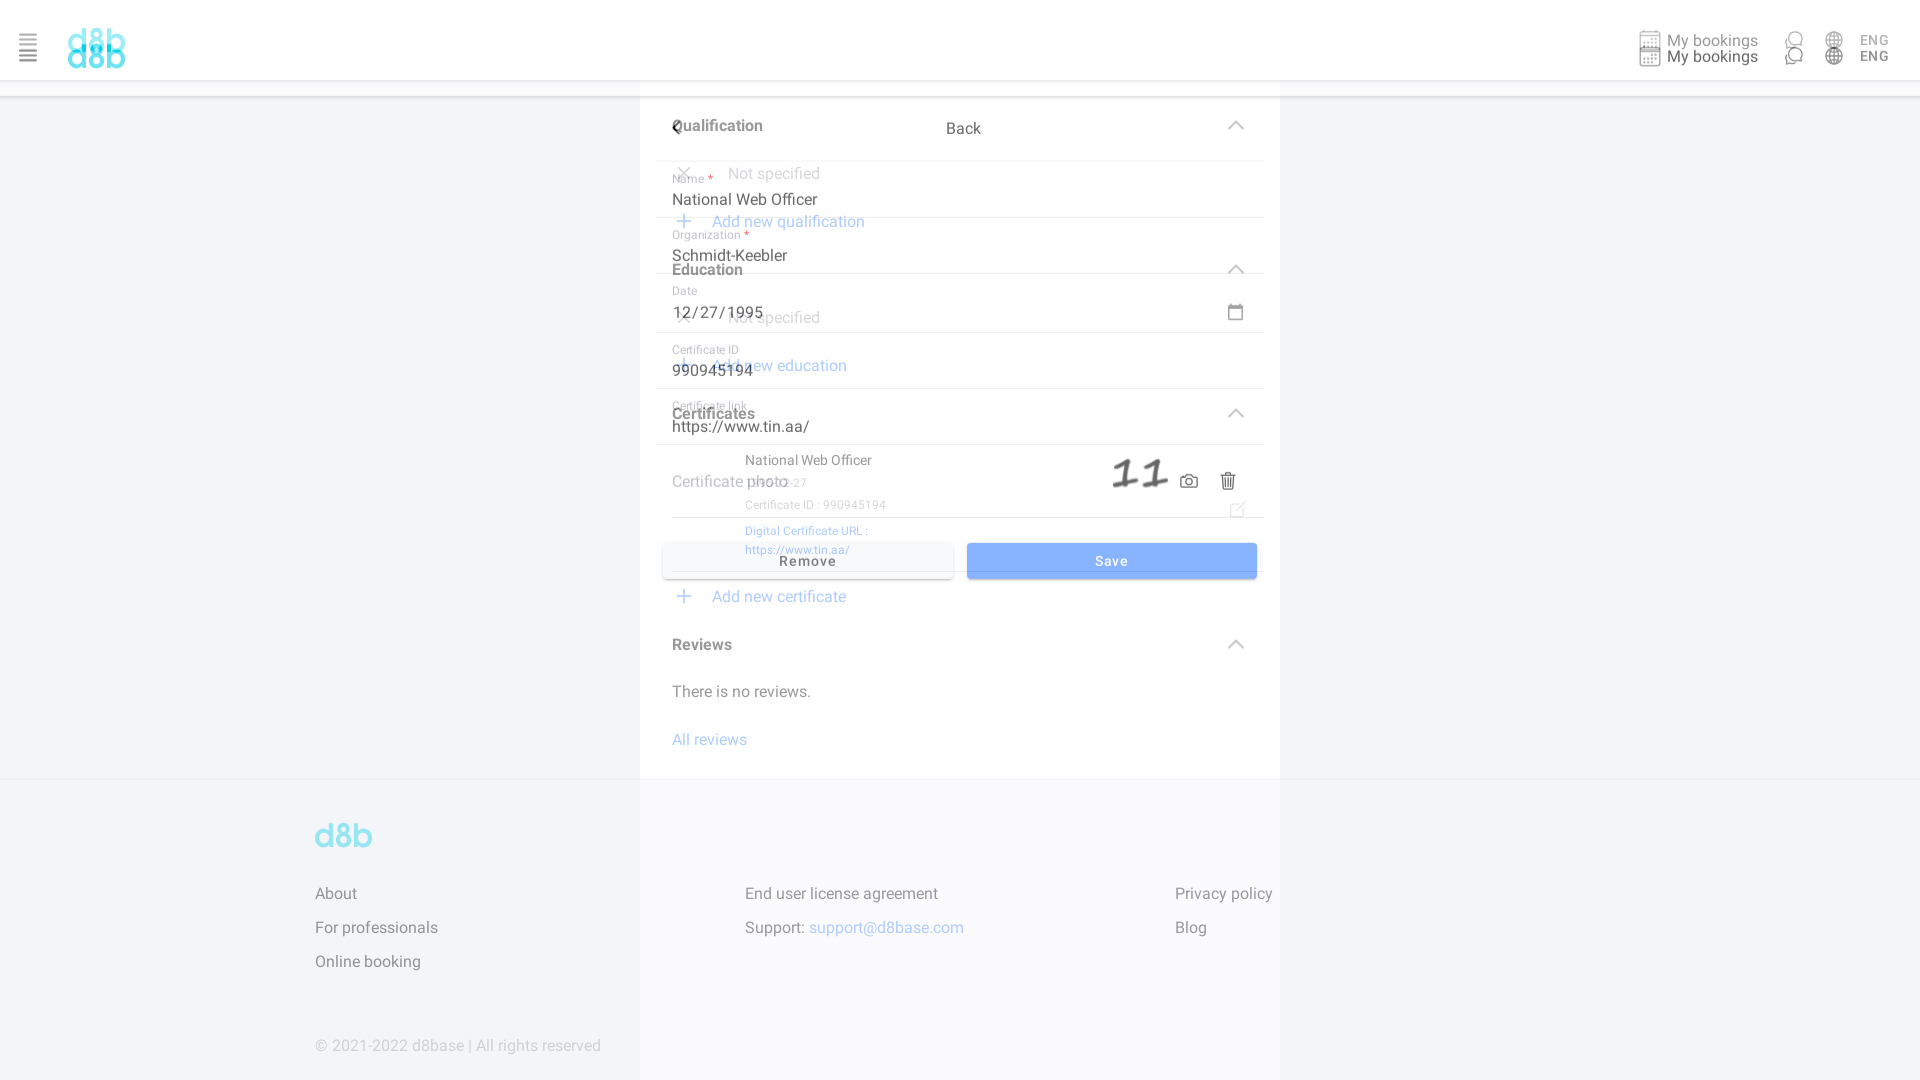 d8b
My bookings
ENG
d8b
My bookings
ENG
Qualification
Back
Not specified
Name *
National Web Officer
Add new qualification
Organization *
Schmidt-Keebler
Education
Date
12/27/1995
Not specified
Certificate ID
Add new education
990945194
Certificate link
Certificates
https://www.tin.aa/
National Web Officer
11
Certificate photo
1995-12-27
Certificate ID : 990945194
Digital Certificate URL :
https://www.tin.aa/
Remove
Save
Add new certificate
Reviews
There is no reviews.
All reviews
d8b
About
End user license agreement
Privacy policy
For professionals
Support: support@d8base.com
Blog
Online booking
© 2021-2022 d8base | All rights reserved